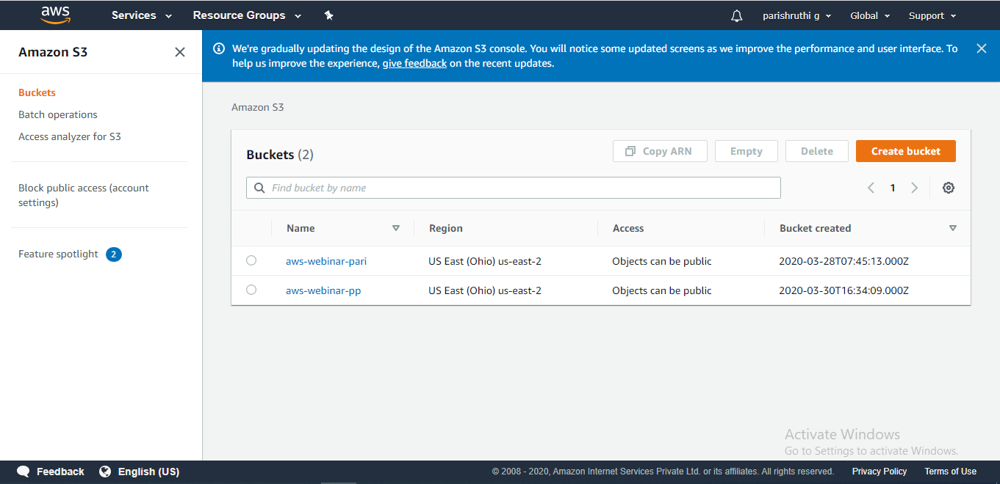 aws Services Resource Groups parishruthi g Global Support
Amazon S3
We're gradually updating the design of the Amazon S3 console. You will notice some updated screens as we improve the performance and user interface. To
help us improve the experience, give feedback on the recent updates.
Buckets
Batch operations
Access analyzer for S3
Block public access (account
settings)
Feature spotlight 2
Amazon S3
Buckets (2) Copy ARN Empty Delete Create bucket
Find bucket by name 1
Name Region Access Bucket created
aws-webinar-pari US East (Ohio) us-east-2 Objects can be public 2020-03-28T07:45:13.000Z
aws-webinar-pp US East (Ohio) us-east-2 Objects can be public 2020-03-30T16:34:09.000Z
Activate Windows
Go to Settings to activate Windows.
Feedback English (US) © 2008 - 2020, Amazon Internet Services Private Ltd. or its affiliates. All rights reserved. Privacy Policy Terms of Use